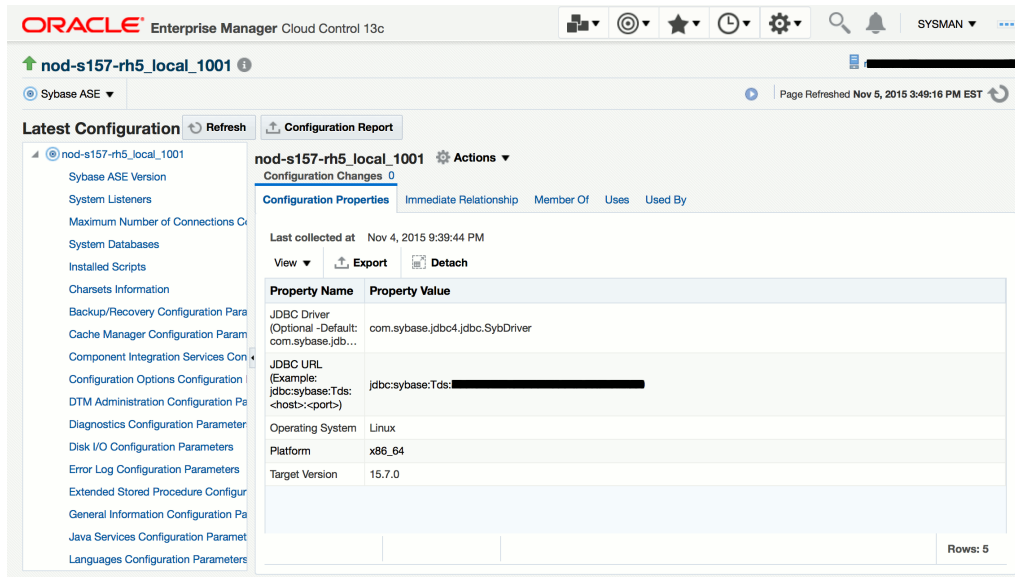 ORACLE® Enterprise Manager Cloud Control 13c
SYSMAN
nod-s157-rh5_local_1001
Sybase ASE
Page Refreshed Nov 5, 2015 3:49:16 PM EST
Latest Configuration
Refresh
Configuration Report
nod-s157-rh5_local_1001
Sybase ASE Version
System Listeners
Maximum Number of Connections
System Databases
Installed Scripts
Charsets Information
Backup/Recovery Configuration Para
Cache Manager Configuration Param
Component Integration Services Con
Configuration Options Configuration
DTM Administration Configuration Pa
Diagnostics Configuration Parameter
Disk I/O Configuration Parameters
Error Log Configuration Parameters
Extended Stored Procedure Configur
General Information Configuration Pa
Java Services Configuration Paramet
Languages Configuration Parameters
nod-s157-rh5_local_1001
Actions
Configuration Changes 0
Configuration Properties
Immediate Relationship
Member Of
Uses
Used By
Last collected at Nov 4, 2015 9:39:44 PM
View
Export
Detach
Property Name
Property Value
JDBC Driver
(Optional -Default:
com.sybase.jdb...
com.sybase.jdbc4.jdbc.SybDriver
JDBC URL
(Example:
jdbc:sybase:Tds:
<host>:<port>)
jdbc:sybase:Tds:
Operating System
Linux
Platform
x86_64
Target Version
15.7.0
Rows: 5